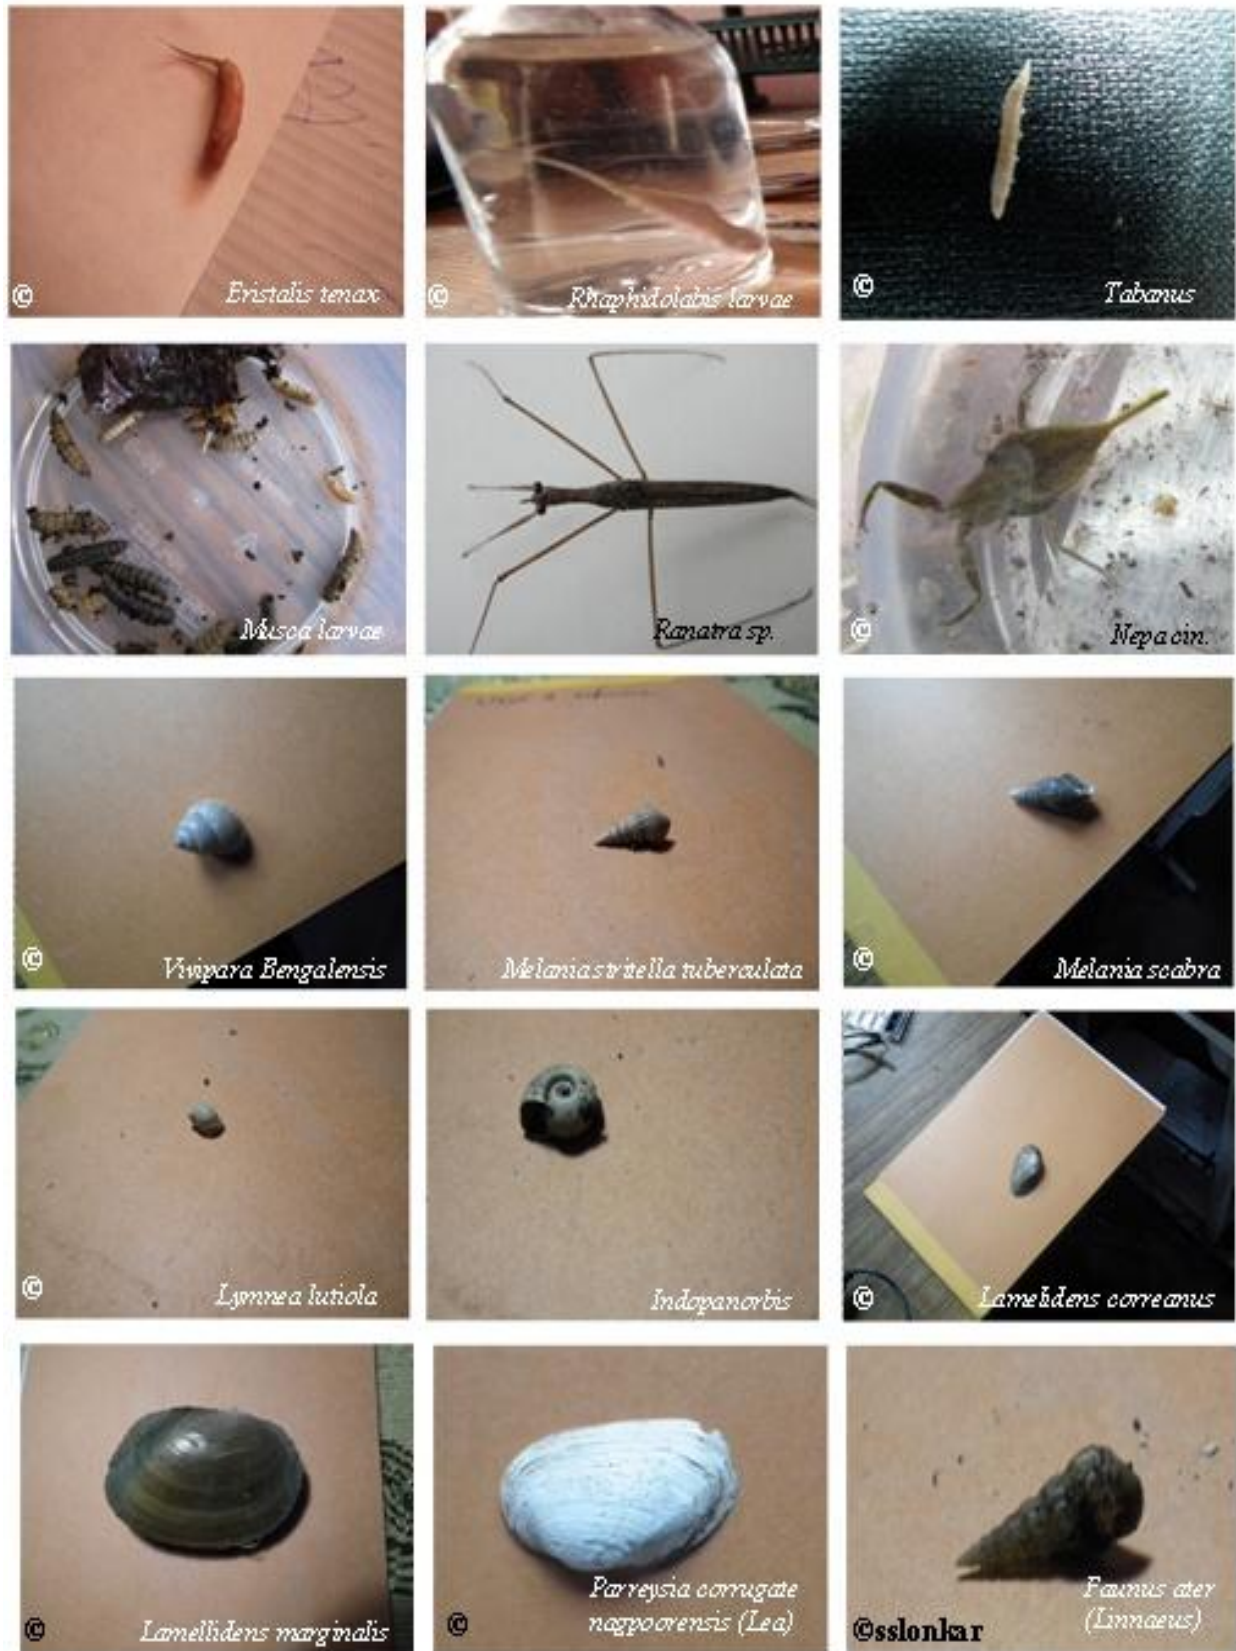 © Eristalis tenax
© Rhaphidolabis larvae
© Tabanus
Musca larvae
Ranatra sp.
© Nepa cin.
© Vivipara Bengalensis
Melania stritella tuberculata
© Melania scabra
© Lymnea lutiola
Indopanorbis
© Lamellidens correanus
© Lamellidens marginalis
© Parreysia corrugate
nagpoorensis (Lea)
©sslonkar Faunus ater
(Linnaeus)